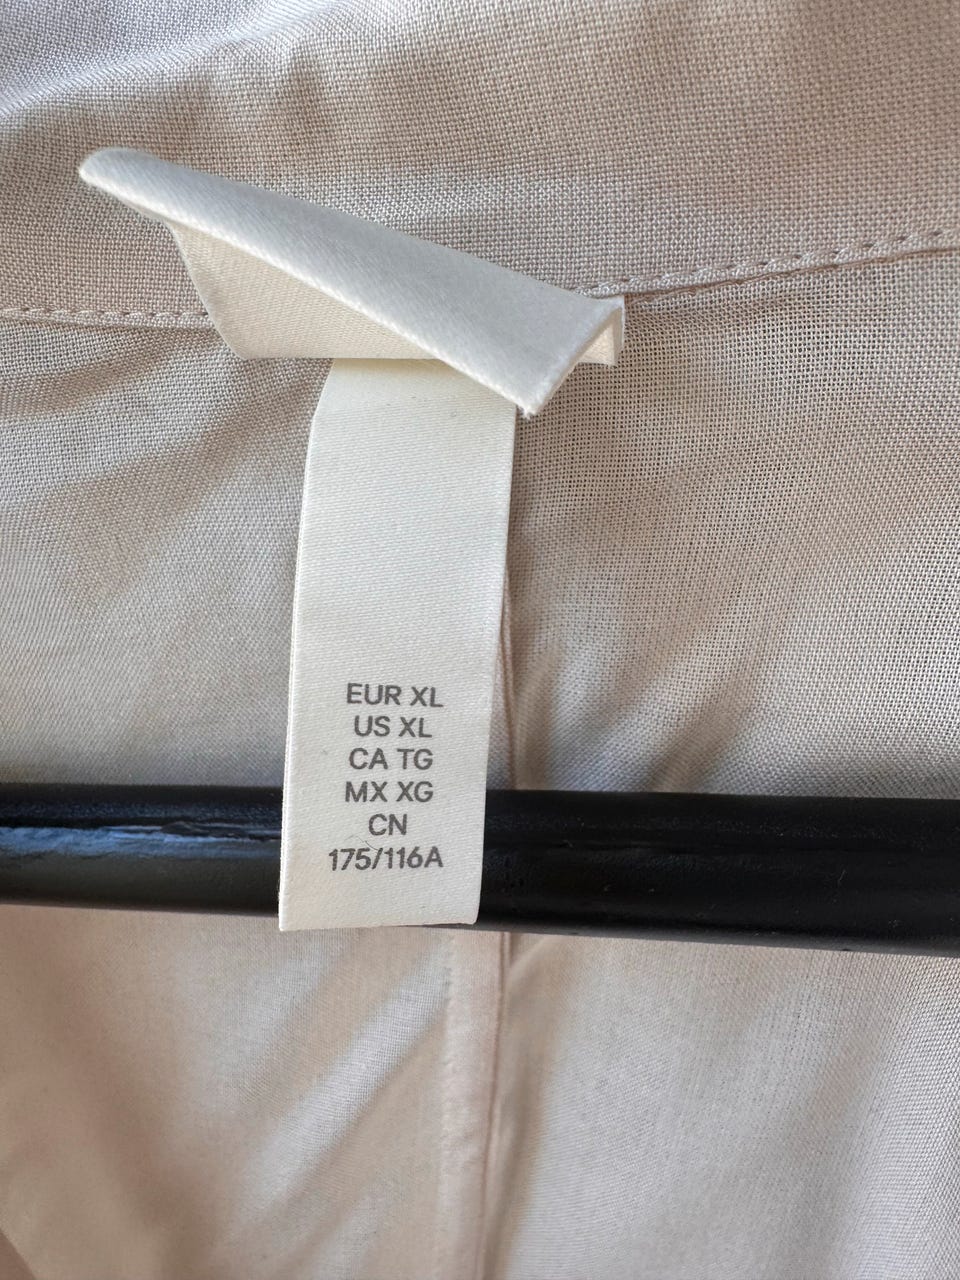 EUR XL
US XL
CA TG
MX XG
CN
175/116A